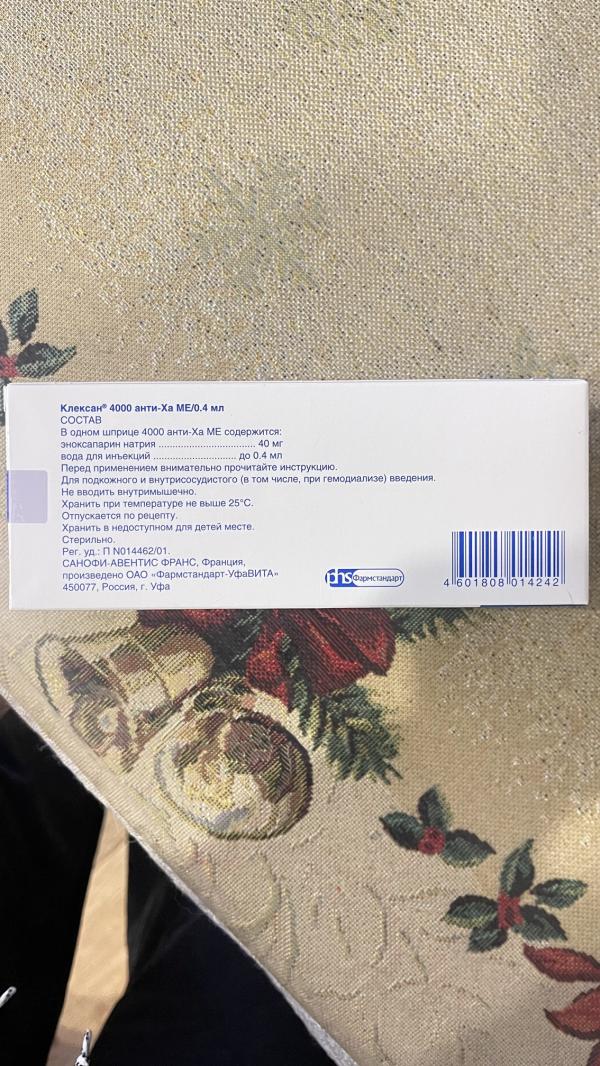 Клексан® 4000 анти-Ха МЕ/0.4 мл
СОСТАВ
В одном шприце 4000 анти-Ха МЕ содержится:
эноксапарин натрия ................................ 40 мг
вода для инъекций ............................ до 0.4 мл
Перед применением внимательно прочитайте инструкцию.
Для подкожного и внутрисосудистого (в том числе, при гемодиализе) введения.
Не вводить внутримышечно.
Хранить при температуре не выше 25°С.
Отпускается по рецепту.
Хранить в недоступном для детей месте.
Стерильно.
Рег. уд.: П N014462/01.
САНОФИ-АВЕНТИС ФРАНС, Франция,
произведено ОАО «Фармстандарт-УфаВИТА»
450077, Россия, г. Уфа
phs Фармстандарт
4 601808 014242